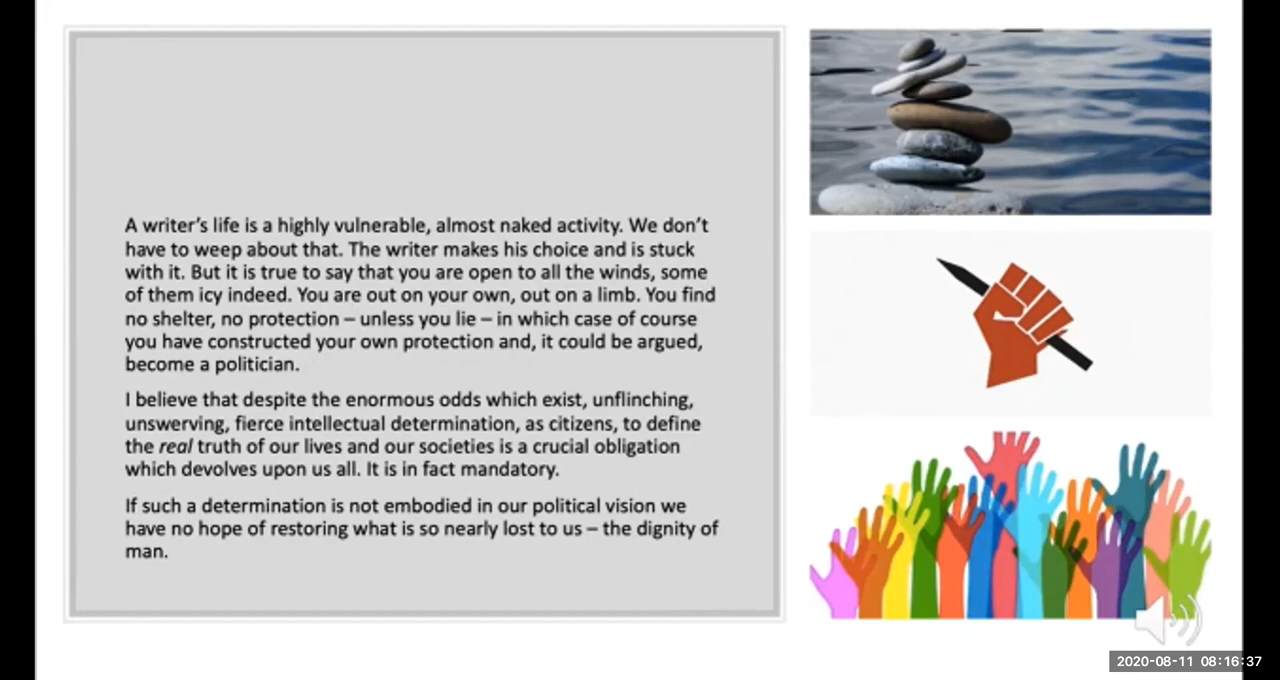 A writer’s life is a highly vulnerable, almost naked activity. We don’t
have to weep about that. The writer makes his choice and is stuck
with it. But it is true to say that you are open to all the winds, some
of them icy indeed. You are out on your own, out on a limb. You find
no shelter, no protection – unless you lie – in which case of course
you have constructed your own protection and, it could be argued,
become a politician.
I believe that despite the enormous odds which exist, unflinching,
unswerving, fierce intellectual determination, as citizens, to define
the real truth of our lives and our societies is a crucial obligation
which devolves upon us all. It is in fact mandatory.
If such a determination is not embodied in our political vision we
have no hope of restoring what is so nearly lost to us – the dignity of
man.
2020-08-11 08:16:37